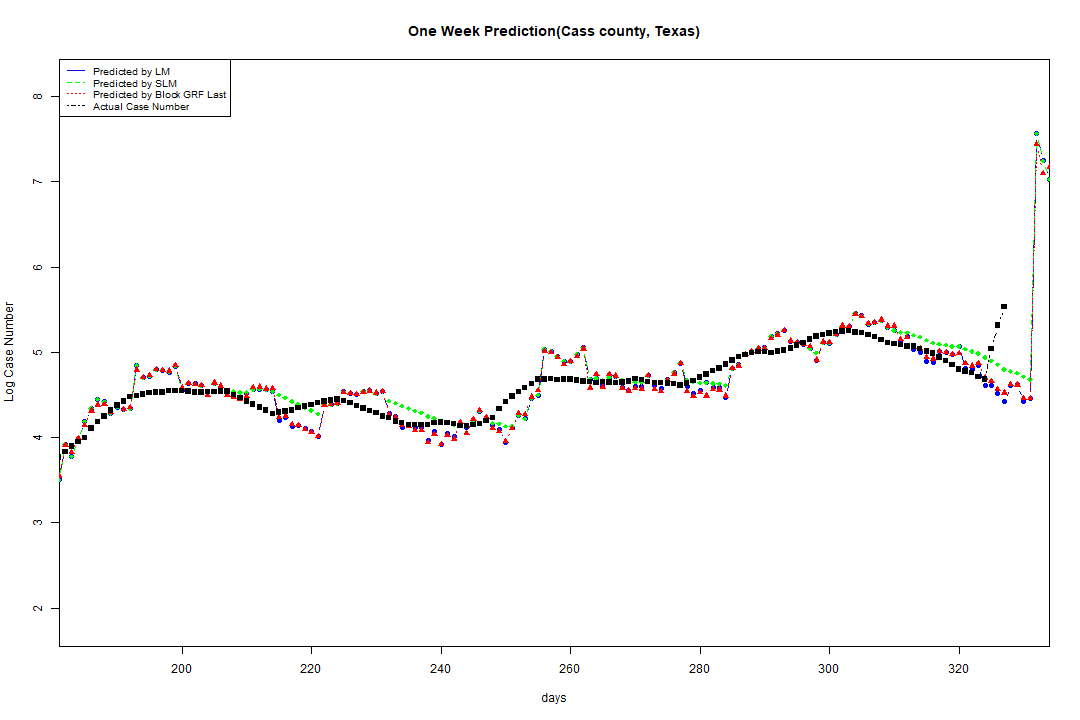 One Week Prediction(Cass county, Texas)
Predicted by LM
Predicted by SLM
Predicted by Block GRF Last
Actual Case Number
8
7
6
5
4
3
2
Log Case Number
200 220 240 260 280 300 320
days